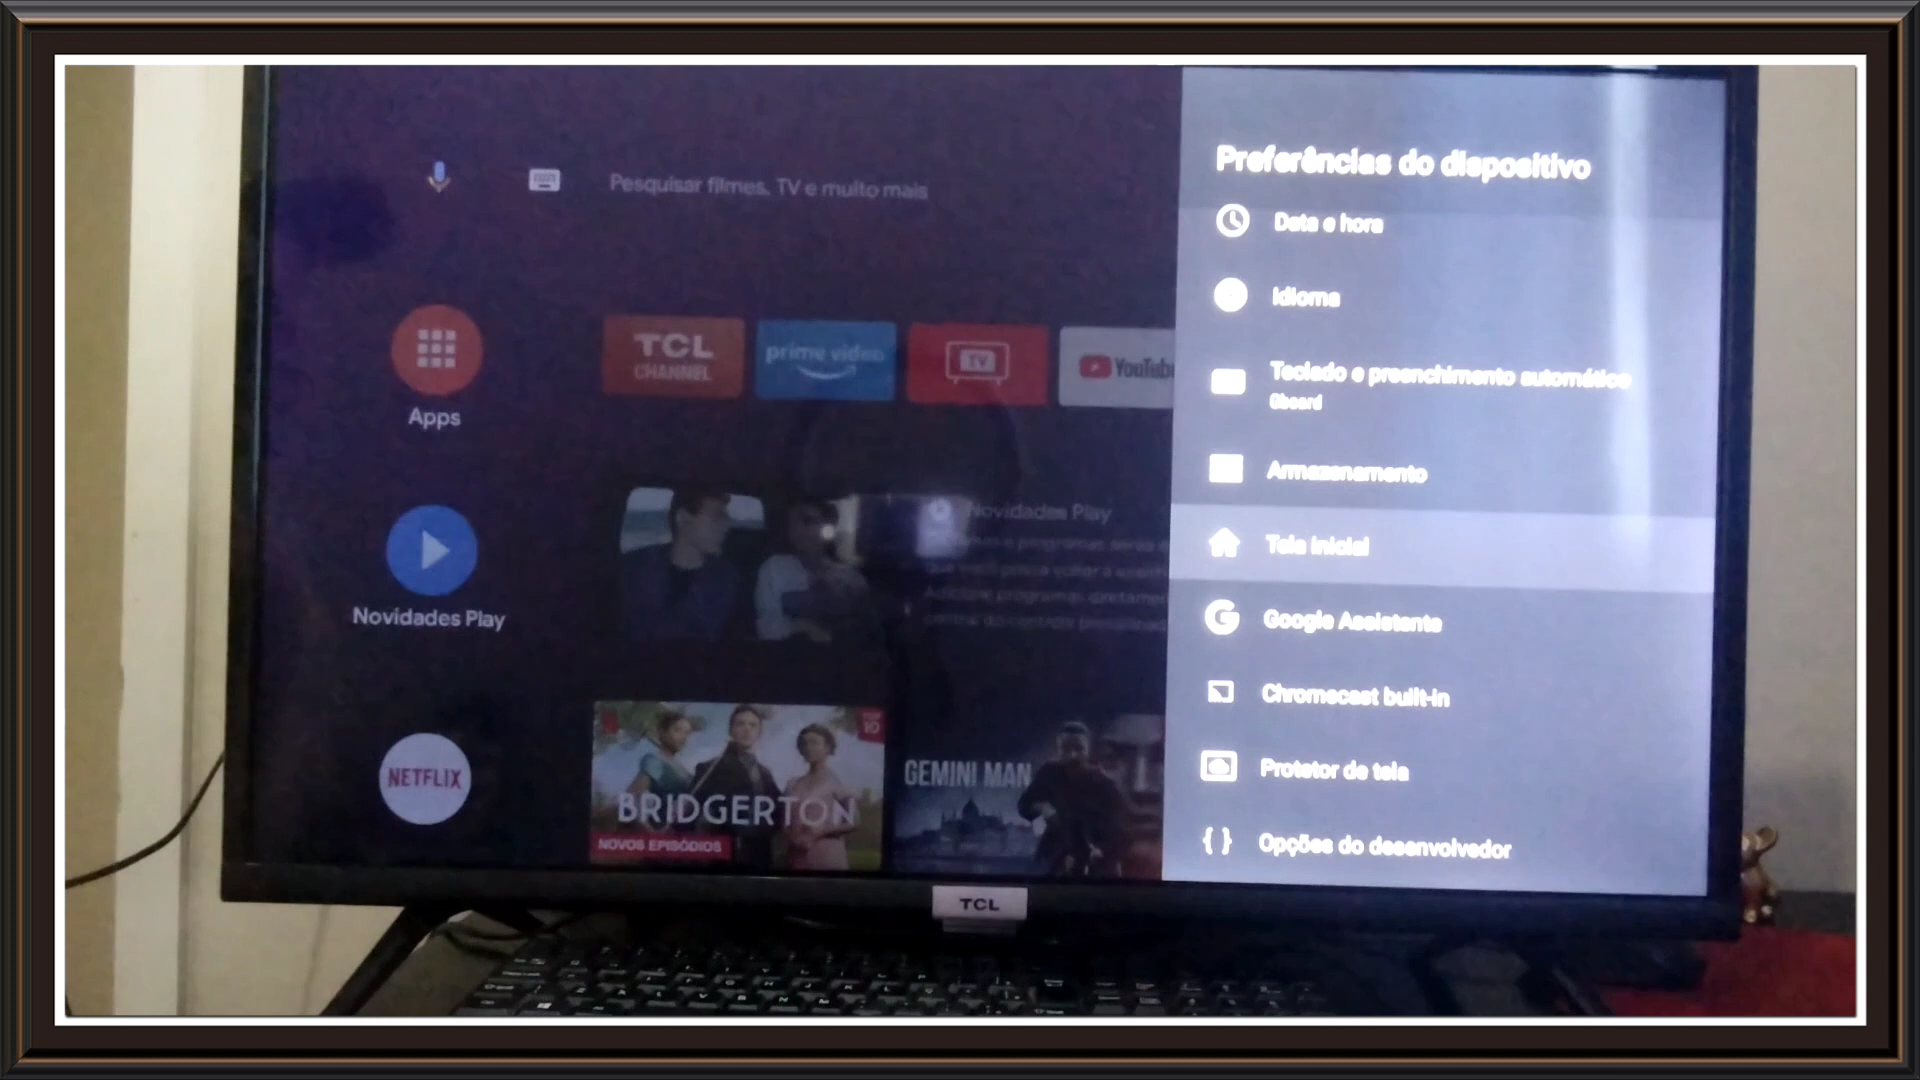 Pesquisar filmes, TV e muito mais
Apps
TCL
CHANNEL
prime video
TV
YouTube
Novidades Play
Novidades Play
NETFLIX
10
BRIDGERTON
NOVOS EPISÓDIOS
GEMINI MAN
Preferências do dispositivo
Data e hora
Idioma
Teclado e preenchimento automático
Gboard
Armazenamento
Tela inicial
Google Assistente
Chromecast built-in
Protetor de tela
Opções do desenvolvedor
TCL